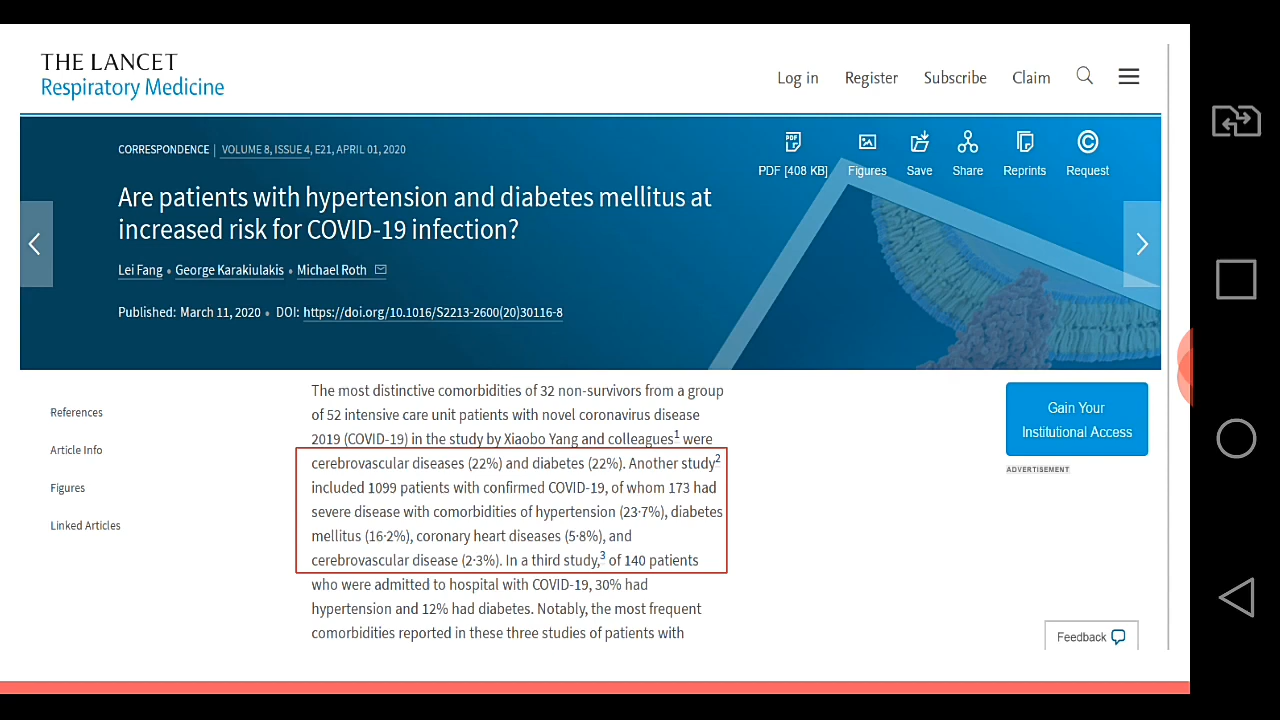 THE LANCET
Respiratory Medicine
Log in Register Subscribe Claim
CORRESPONDENCE | VOLUME 8, ISSUE 4, E21, APRIL 01, 2020
PDF [408 KB] Figures Save Share Reprints Request
Are patients with hypertension and diabetes mellitus at
increased risk for COVID-19 infection?
Lei Fang • George Karakiulakis • Michael Roth
Published: March 11, 2020 • DOI: https://doi.org/10.1016/S2213-2600(20)30116-8
References
Article Info
Figures
Linked Articles
The most distinctive comorbidities of 32 non-survivors from a group
of 52 intensive care unit patients with novel coronavirus disease
2019 (COVID-19) in the study by Xiaobo Yang and colleagues1 were
cerebrovascular diseases (22%) and diabetes (22%). Another study2
included 1099 patients with confirmed COVID-19, of whom 173 had
severe disease with comorbidities of hypertension (23·7%), diabetes
mellitus (16·2%), coronary heart diseases (5·8%), and
cerebrovascular disease (2·3%). In a third study,3 of 140 patients
who were admitted to hospital with COVID-19, 30% had
hypertension and 12% had diabetes. Notably, the most frequent
comorbidities reported in these three studies of patients with
Gain Your
Institutional Access
ADVERTISEMENT
Feedback